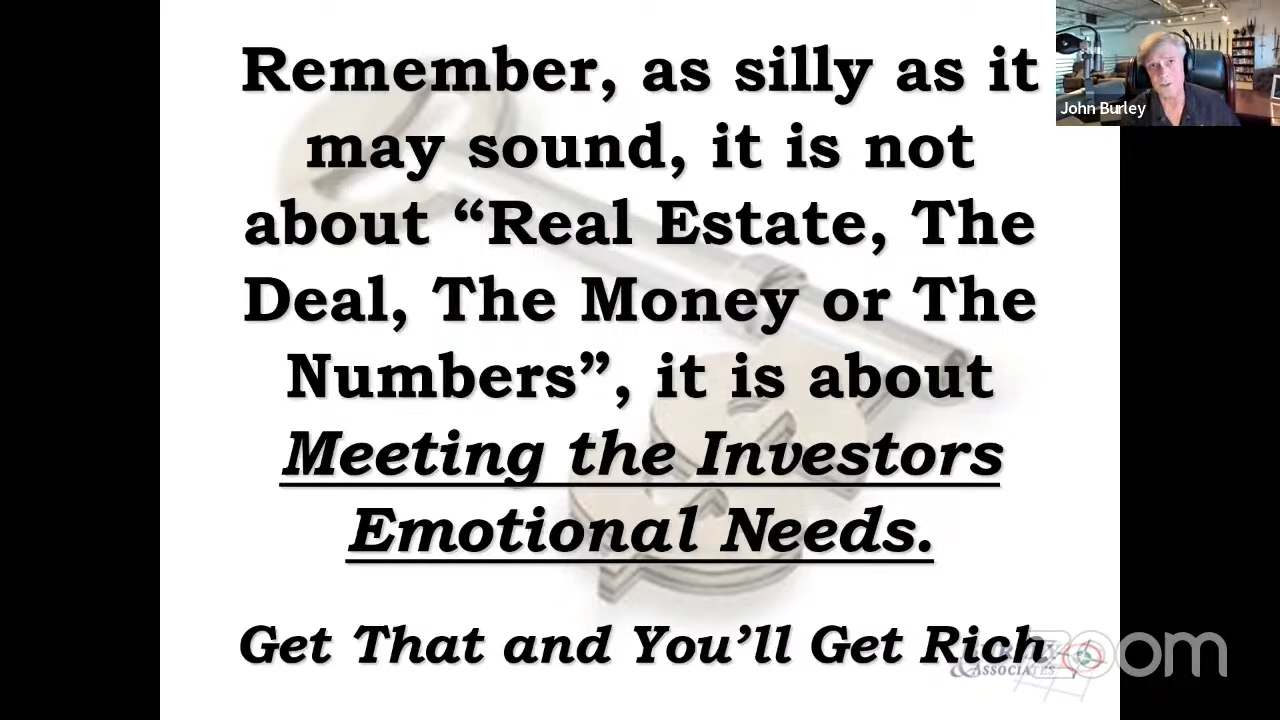 Remember, as silly as it
may sound, it is not
about “Real Estate, The
Deal, The Money or The
Numbers”, it is about
Meeting the Investors
Emotional Needs.
Get That and You’ll Get Rich
John Burley
& ASSOCIATES
zoom